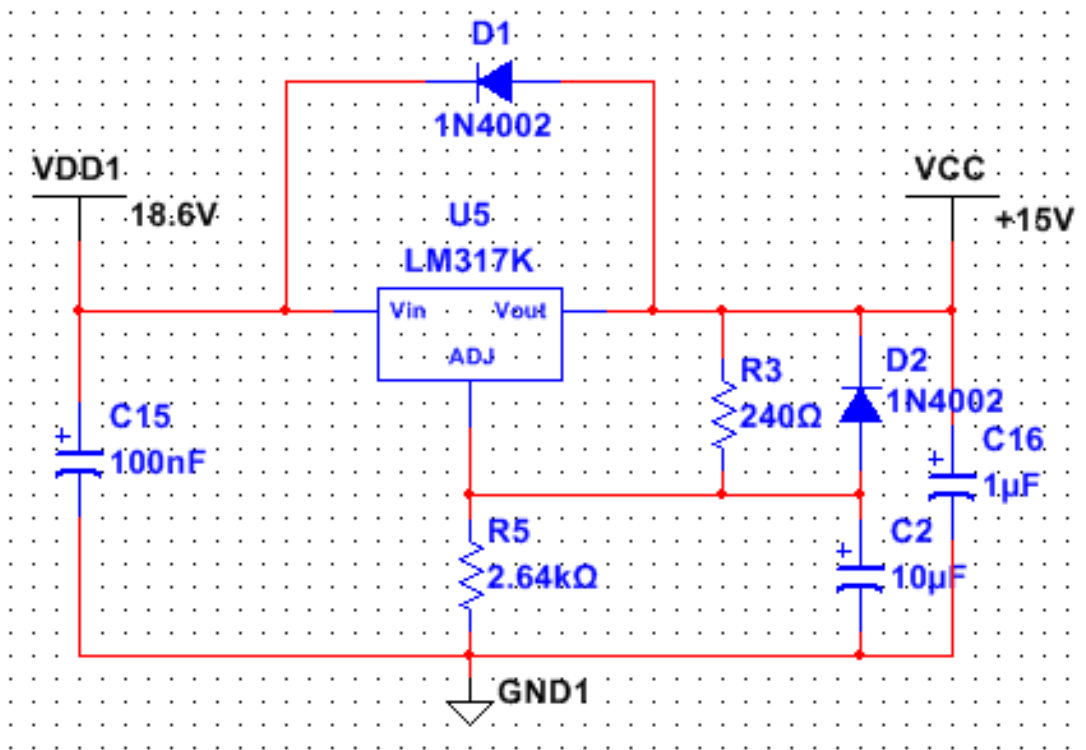 D1
1N4002
VDD1
18.6V
VCC
+15V
U5
LM317K
Vin
Vout
ADJ
C15
100nF
R3
240Ω
D2
1N4002
C16
1µF
R5
2.64kΩ
C2
10µF
GND1